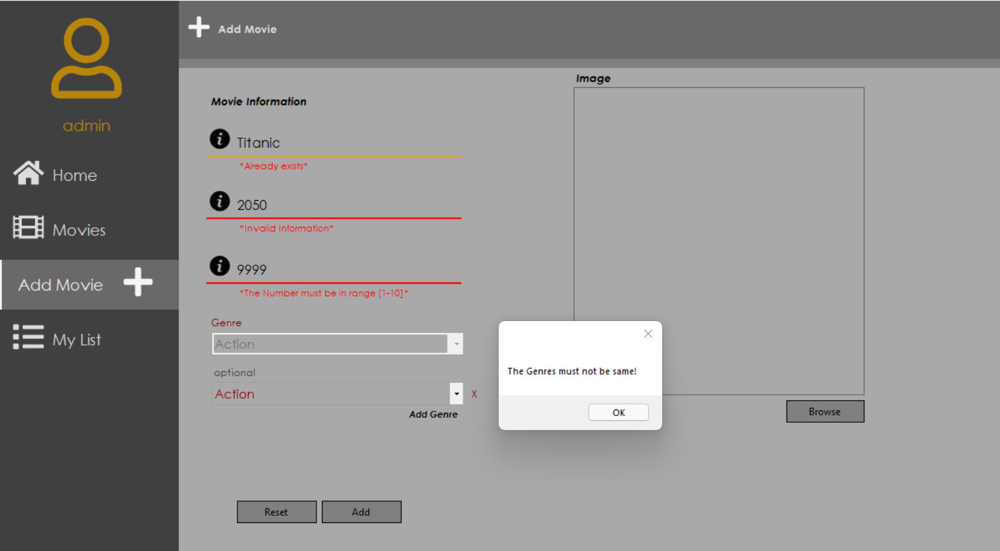 admin
Home
Movies
Add Movie
My List
Add Movie
Movie Information
Titanic
*Already exists*
2050
*Invalid Information*
9999
*The Number must be in range [1-10]*
Genre
Action
optional
Action
X
Add Genre
Reset
Add
Image
Browse
The Genres must not be same!
OK